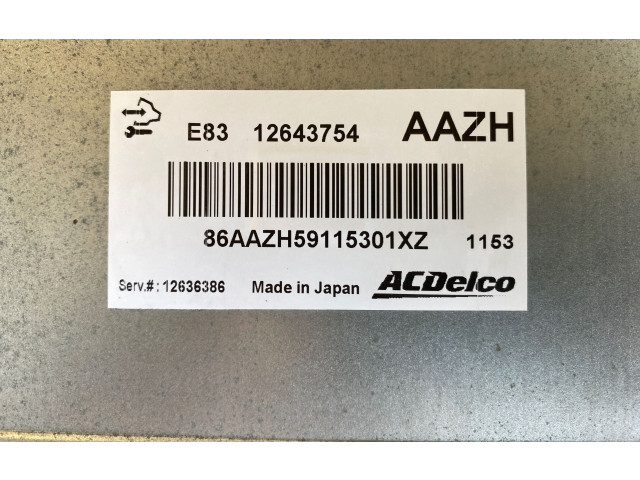 E83 12643754 AAZH
86AAZH59115301XZ 1153
Serv.#: 12636386 Made in Japan ACDelco